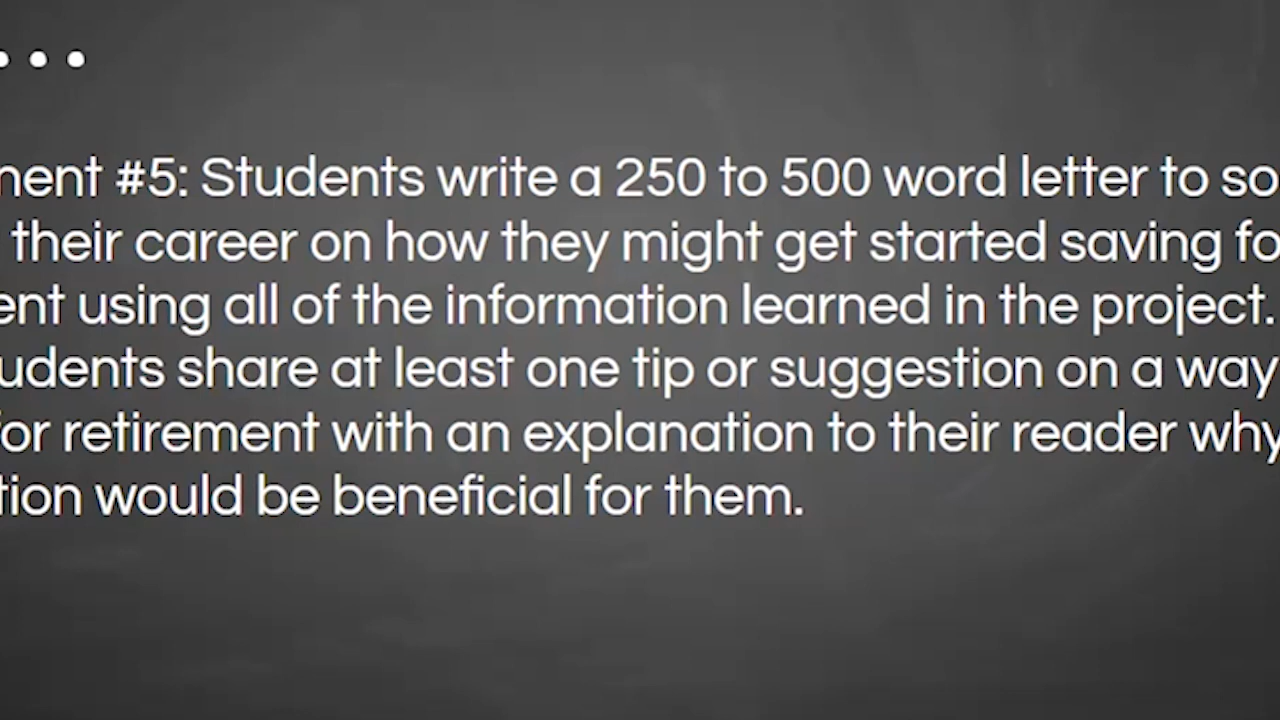 ...
ment #5: Students write a 250 to 500 word letter to so
their career on how they might get started saving fo
ent using all of the information learned in the project.
udents share at least one tip or suggestion on a way
for retirement with an explanation to their reader why
tion would be beneficial for them.